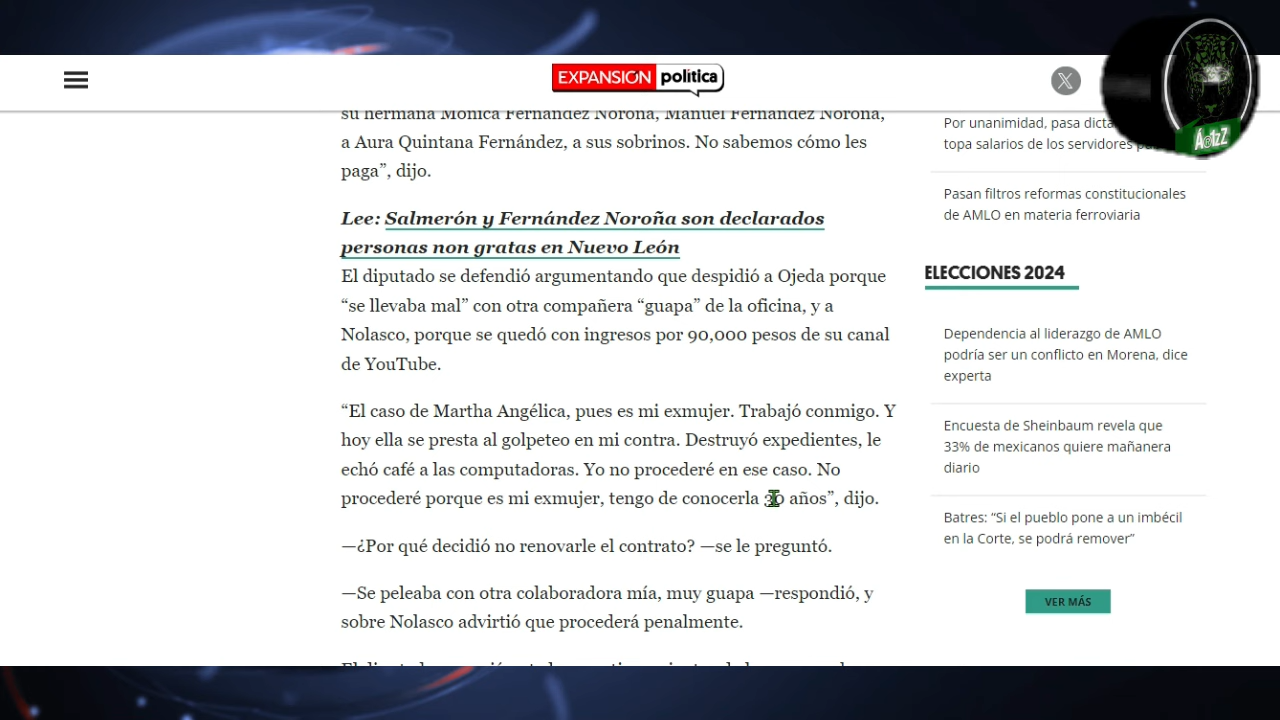 EXPANSIÓN política
su hermana Mónica Fernández Noroña, Manuel Fernández Noroña,
a Aura Quintana Fernández, a sus sobrinos. No sabemos cómo les
paga”, dijo.
Lee: Salmerón y Fernández Noroña son declarados
personas non gratas en Nuevo León
El diputado se defendió argumentando que despidió a Ojeda porque
“se llevaba mal” con otra compañera “guapa” de la oficina, y a
Nolasco, porque se quedó con ingresos por 90,000 pesos de su canal
de YouTube.
“El caso de Martha Angélica, pues es mi exmujer. Trabajó conmigo. Y
hoy ella se presta al golpeteo en mi contra. Destruyó expedientes, le
echó café a las computadoras. Yo no procederé en ese caso. No
procederé porque es mi exmujer, tengo de conocerla 30 años”, dijo.
—¿Por qué decidió no renovarle el contrato? —se le preguntó.
—Se peleaba con otra colaboradora mía, muy guapa —respondió, y
sobre Nolasco advirtió que procederá penalmente.
Por unanimidad, pasa
topa salarios de los servidores
Pasan filtros reformas constitucionales
de AMLO en materia ferroviaria
ELECCIONES 2024
Dependencia al liderazgo de AMLO
podría ser un conflicto en Morena, dice
experta
Encuesta de Sheinbaum revela que
33% de mexicanos quiere mañanera
diario
Batres: “Si el pueblo pone a un imbécil
en la Corte, se podrá remover”
VER MÁS